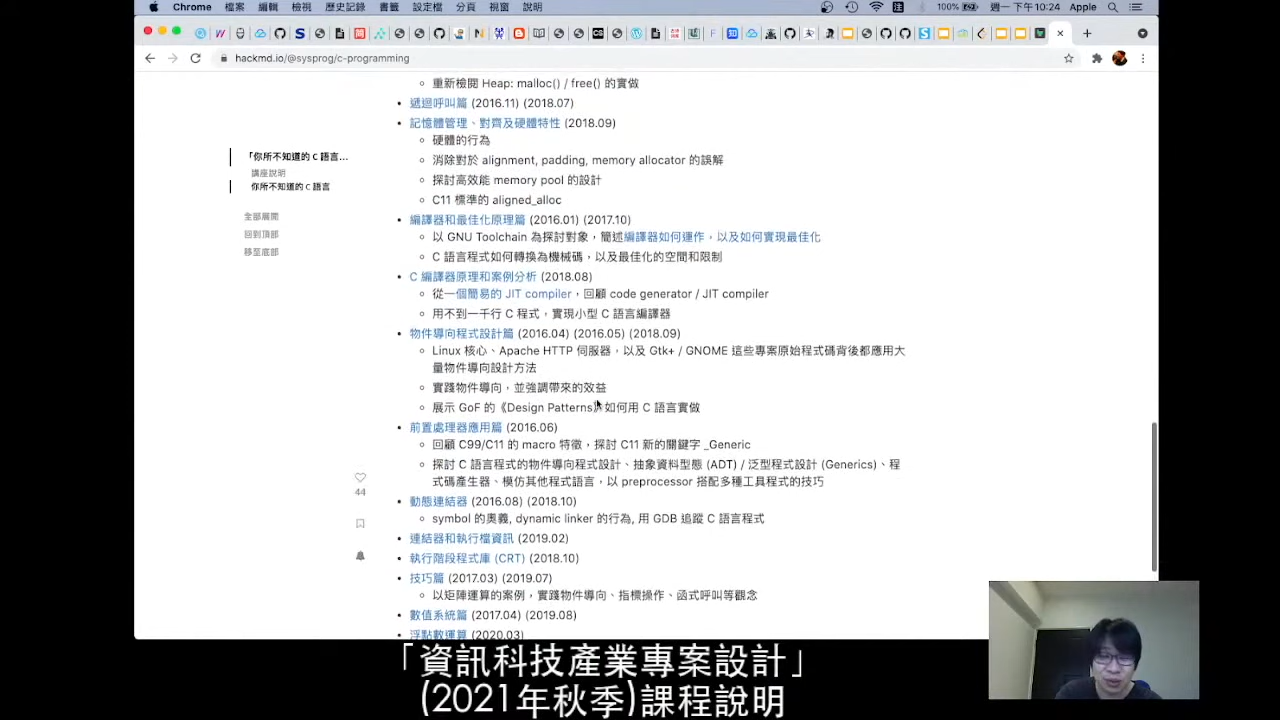 Chrome 檔案 編輯 檢視 歷史記錄 書籤 設定檔 分頁 視窗 說明
100% 週一下午10:24 Apple
hackmd.io/@sysprog/c-programming
重新檢閱 Heap: malloc() / free() 的實做
遞迴呼叫篇 (2016.11) (2018.07)
記憶體管理、對齊及硬體特性 (2018.09)
硬體的行為
消除對於 alignment, padding, memory allocator 的誤解
探討高效能 memory pool 的設計
C11 標準的 aligned_alloc
編譯器和最佳化原理篇 (2016.01) (2017.10)
以 GNU Toolchain 為探討對象，簡述編譯器如何運作，以及如何實現最佳化
C 語言程式如何轉換為機械碼，以及最佳化的空間和限制
C 編譯器原理和案例分析 (2018.08)
從一個簡易的 JIT compiler，回顧 code generator / JIT compiler
用不到一千行 C 程式，實現小型 C 語言編譯器
物件導向程式設計篇 (2016.04) (2016.05) (2018.09)
Linux 核心、Apache HTTP 伺服器，以及 Gtk+ / GNOME 這些專案原始程式碼背後都應用大
量物件導向設計方法
實踐物件導向，並強調帶來的效益
展示 GoF 的《Design Patterns》如何用 C 語言實做
前置處理器應用篇 (2016.06)
回顧 C99/C11 的 macro 特徵，探討 C11 新的關鍵字 _Generic
探討 C 語言程式的物件導向程式設計、抽象資料型態 (ADT) / 泛型程式設計 (Generics)、程
式碼產生器、模仿其他程式語言，以 preprocessor 搭配多種工具程式的技巧
動態連結器 (2016.08) (2018.10)
symbol 的奧義, dynamic linker 的行為, 用 GDB 追蹤 C 語言程式
連結器和執行檔資訊 (2019.02)
執行階段程式庫 (CRT) (2018.10)
技巧篇 (2017.03) (2019.07)
以矩陣運算的案例，實踐物件導向、指標操作、函式呼叫等觀念
數值系統篇 (2017.04) (2019.08)
浮點數運算 (2020.03)
「你所不知道的 C 語言...
講座說明
你所不知道的 C 語言
全部展開
回到頂部
移至底部
44
「資訊科技產業專案設計」
(2021年秋季)課程說明